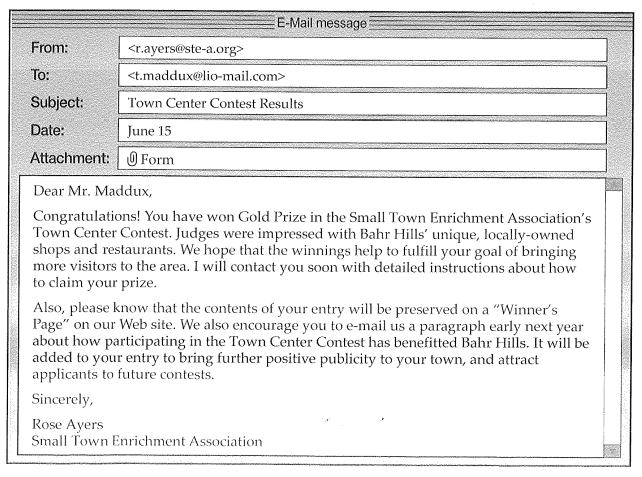 E-Mail message
From: <r.ayers@ste-a.org>
To: <t.maddux@lio-mail.com>
Subject: Town Center Contest Results
Date: June 15
Attachment: Form
Dear Mr. Maddux,
Congratulations! You have won Gold Prize in the Small Town Enrichment Association's
Town Center Contest. Judges were impressed with Bahr Hills' unique, locally-owned
shops and restaurants. We hope that the winnings help to fulfill your goal of bringing
more visitors to the area. I will contact you soon with detailed instructions about how
to claim your prize.
Also, please know that the contents of your entry will be preserved on a "Winner's
Page" on our Web site. We also encourage you to e-mail us a paragraph early next year
about how participating in the Town Center Contest has benefitted Bahr Hills. It will be
added to your entry to bring further positive publicity to your town, and attract
applicants to future contests.
Sincerely,
Rose Ayers
Small Town Enrichment Association